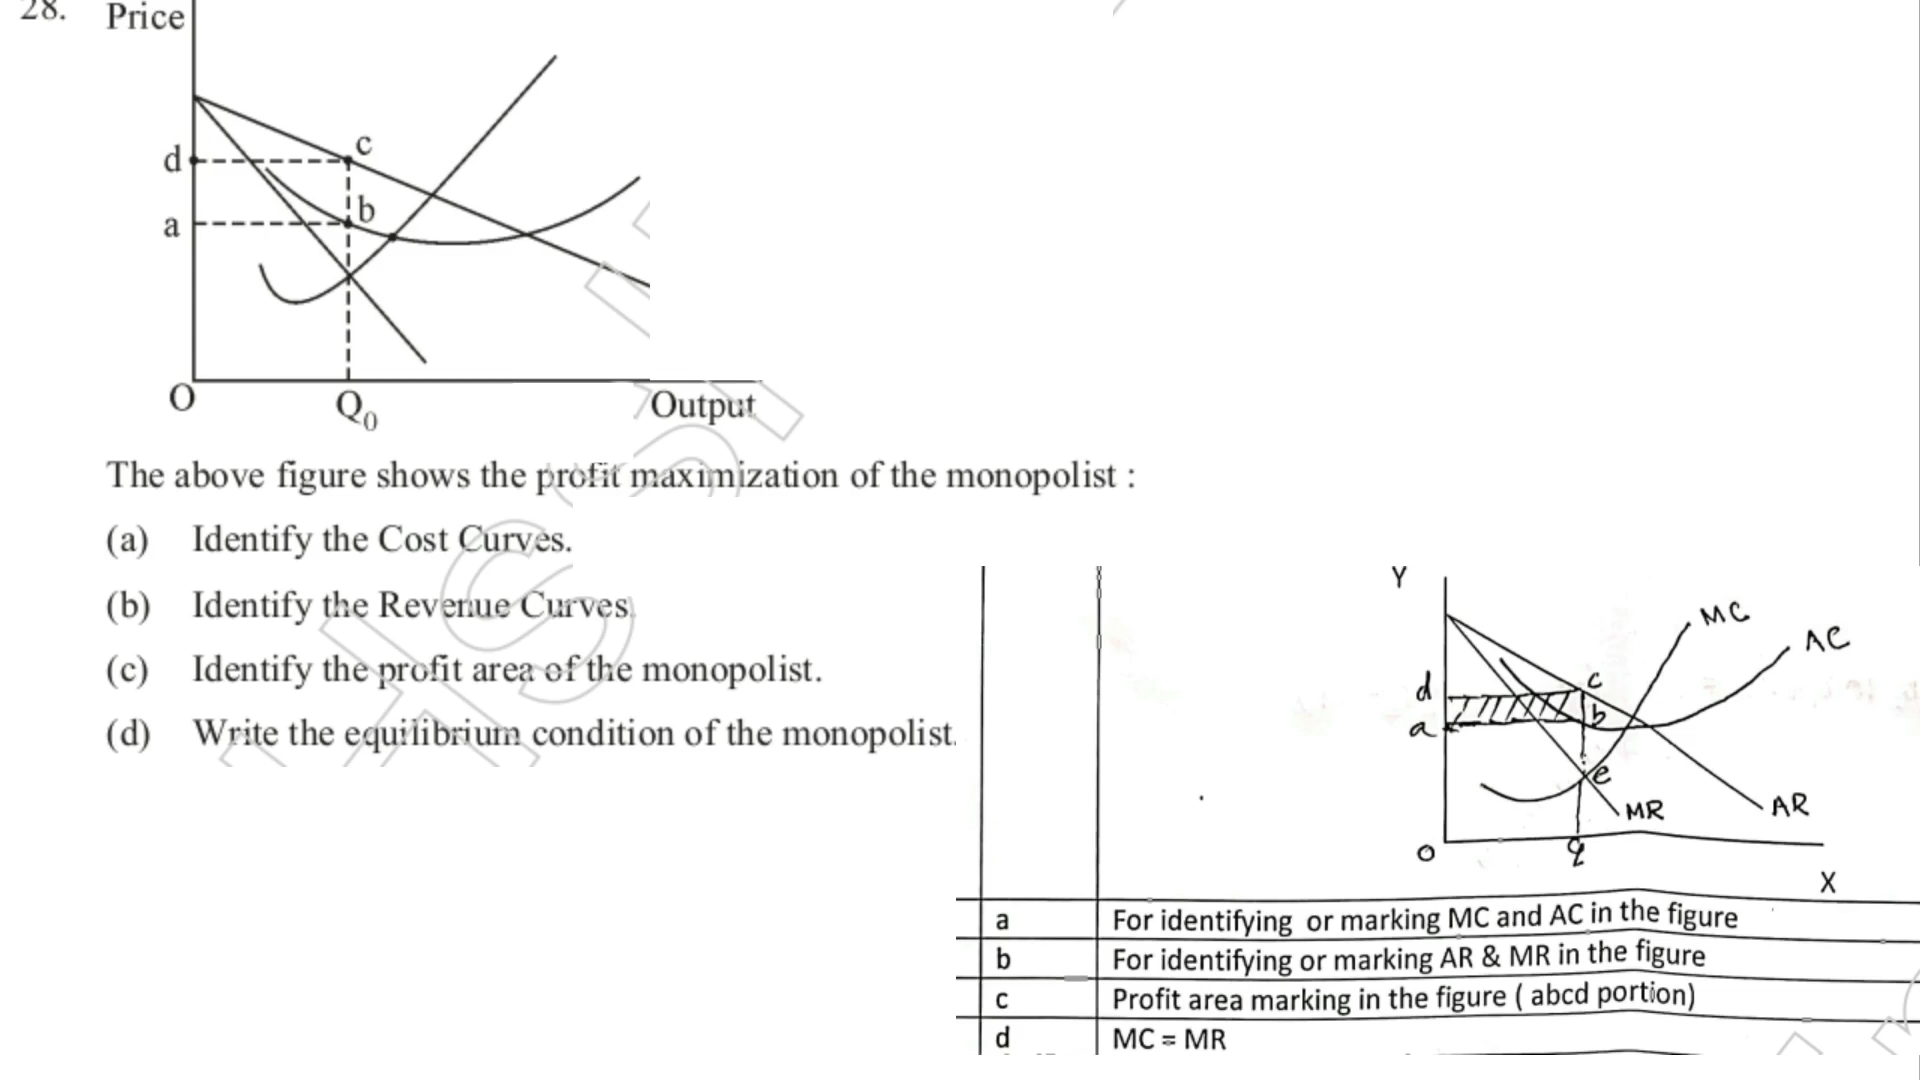 28. Price
c
d
b
a
O
Q0
Output
The above figure shows the profit maximization of the monopolist :
(a) Identify the Cost Curves.
(b) Identify the Revenue Curves.
(c) Identify the profit area of the monopolist.
(d) Write the equilibrium condition of the monopolist.
Y
MC
AC
d
c
b
a
e
MR
AR
O
q
X
a For identifying or marking MC and AC in the figure
b For identifying or marking AR & MR in the figure
c Profit area marking in the figure ( abcd portion)
d MC = MR